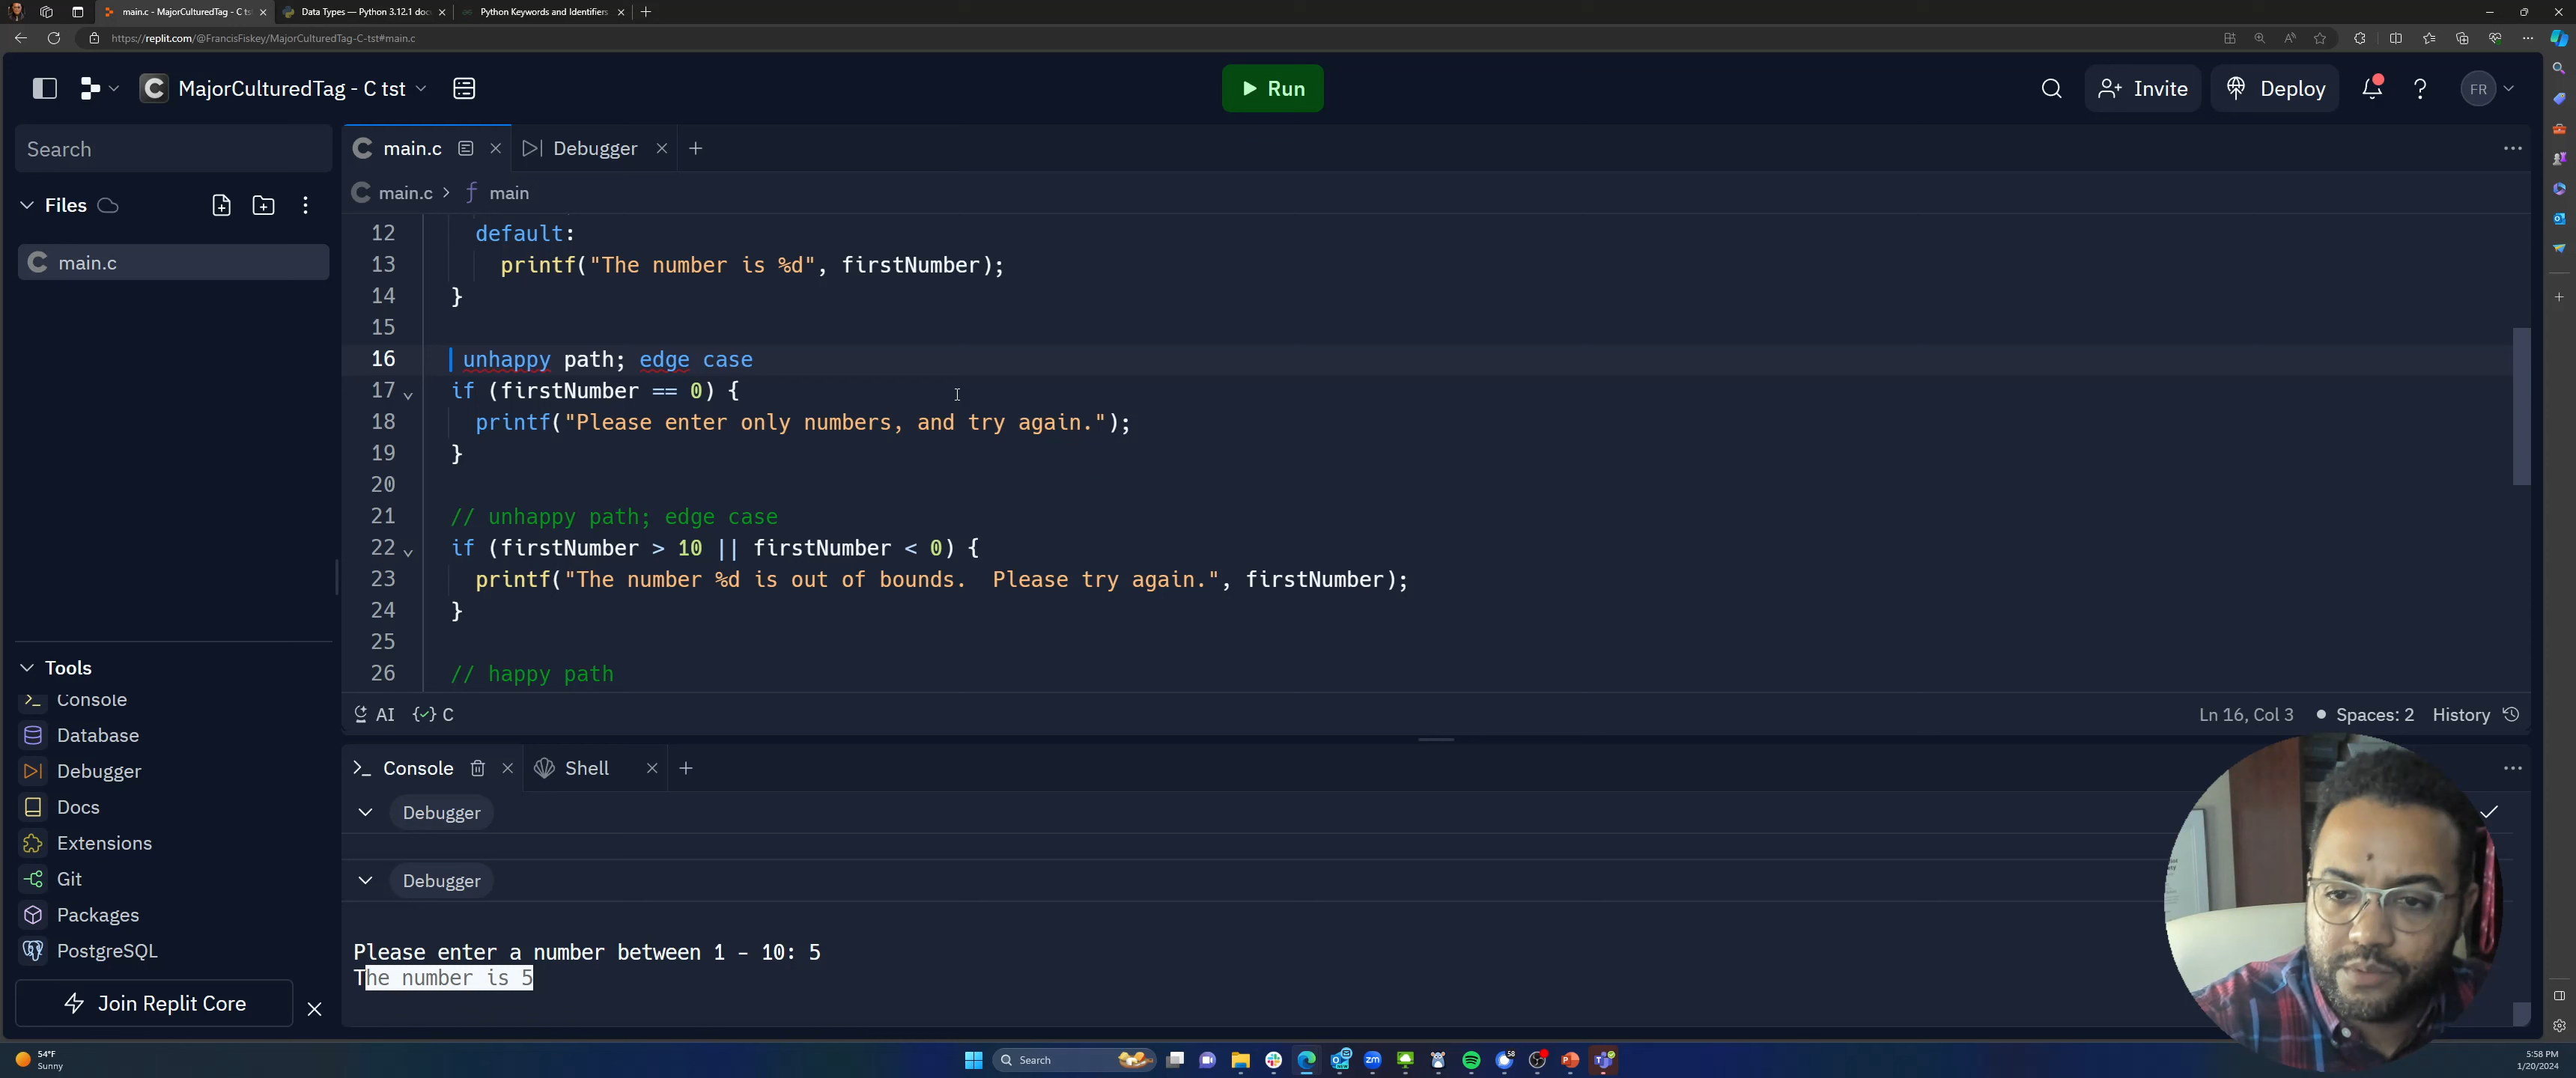 main.c - MajorCulturedTag - C ts
Data Types — Python 3.12.1 doc
Python Keywords and Identifiers
https://replit.com/@FrancisFiskey/MajorCulturedTag-C-tst#main.c
MajorCulturedTag - C tst
Run
Invite
Deploy
FR
Search
main.c
Debugger
Files
main.c > f main
main.c
12 default:
13 printf("The number is %d", firstNumber);
14 }
15
16 unhappy path; edge case
17 if (firstNumber == 0) {
18 printf("Please enter only numbers, and try again.");
19 }
20
21 // unhappy path; edge case
22 if (firstNumber > 10 || firstNumber < 0) {
23 printf("The number %d is out of bounds.  Please try again.", firstNumber);
24 }
25
26 // happy path
Tools
Console
Database
Debugger
Docs
Extensions
Git
Packages
PostgreSQL
Join Replit Core
AI
C
Ln 16, Col 3
Spaces: 2
History
Console
Shell
Debugger
Debugger
Please enter a number between 1 - 10: 5
The number is 5
54°F
Sunny
Search
5:58 PM
1/20/2024